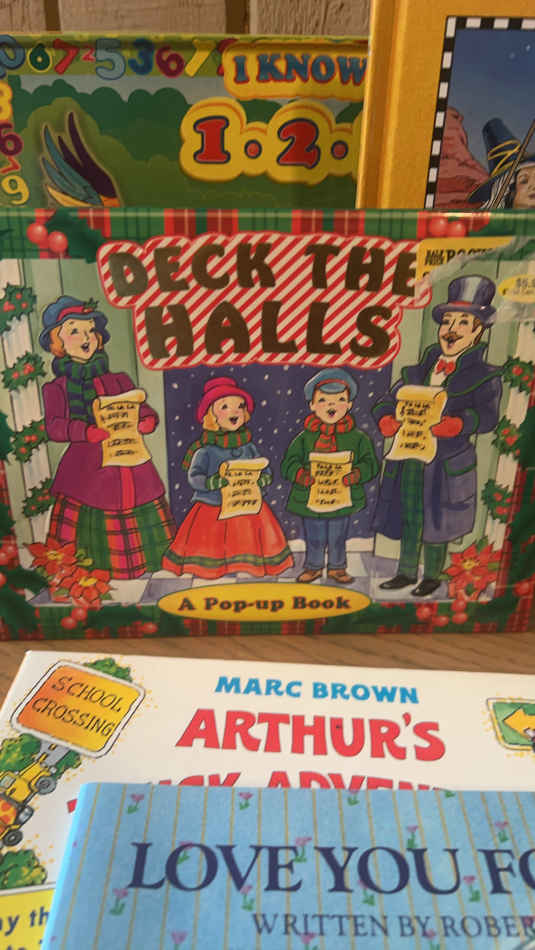 I KNOW
1 • 2 •
DECK THE
HALLS
A Pop-up Book
SCHOOL
CROSSING
MARC BROWN
ARTHUR'S
LOVE YOU FO
WRITTEN BY ROBER